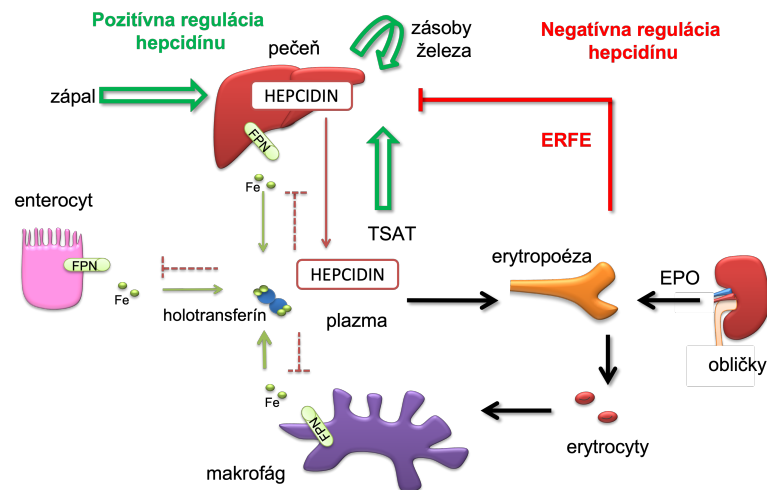 Pozitívna regulácia
hepcidínu
pečeň
zásoby
železa
Negatívna regulácia
hepcidínu
zápal
HEPCIDIN
FPN
ERFE
Fe
enterocyt
TSAT
FPN
erytropoéza
HEPCIDIN
EPO
Fe
holotransferín
plazma
obličky
Fe
FPN
erytrocyty
makrofág